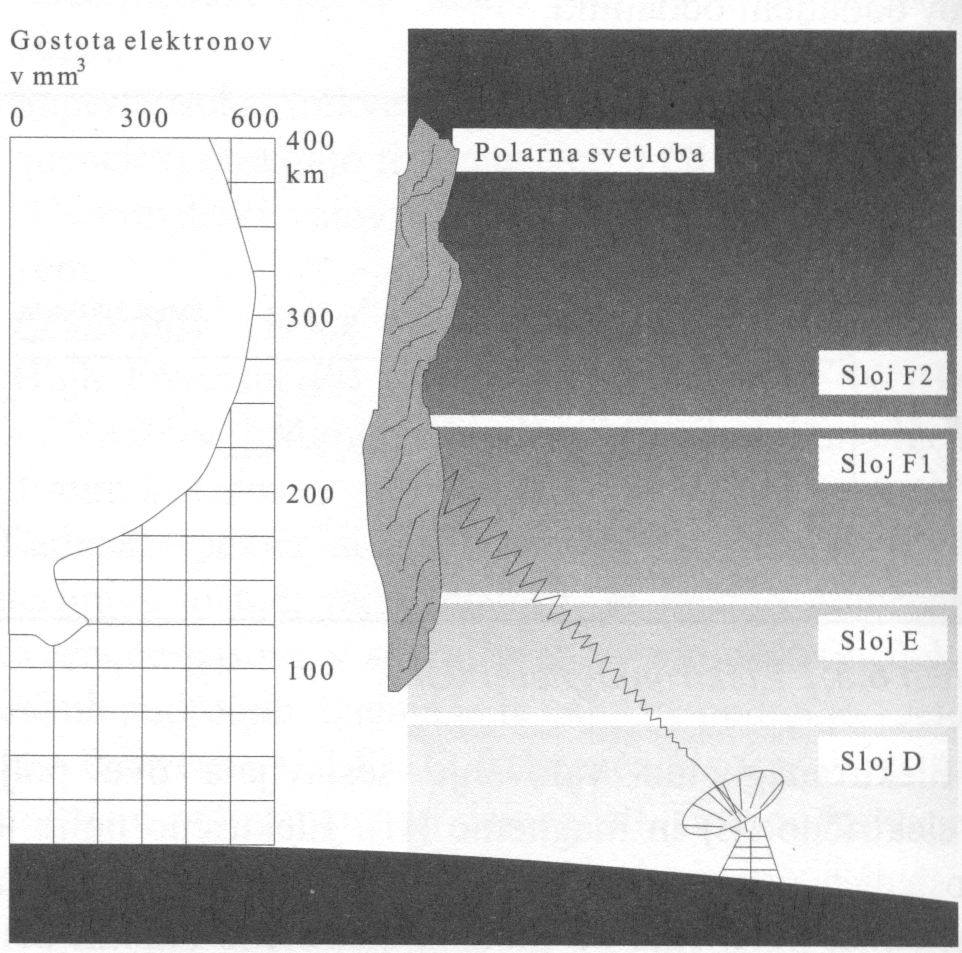 Gostota elektronov
v mm³
0 300 600
400
km
Polarna svetloba
300
Sloj F2
Sloj F1
200
Sloj E
100
Sloj D